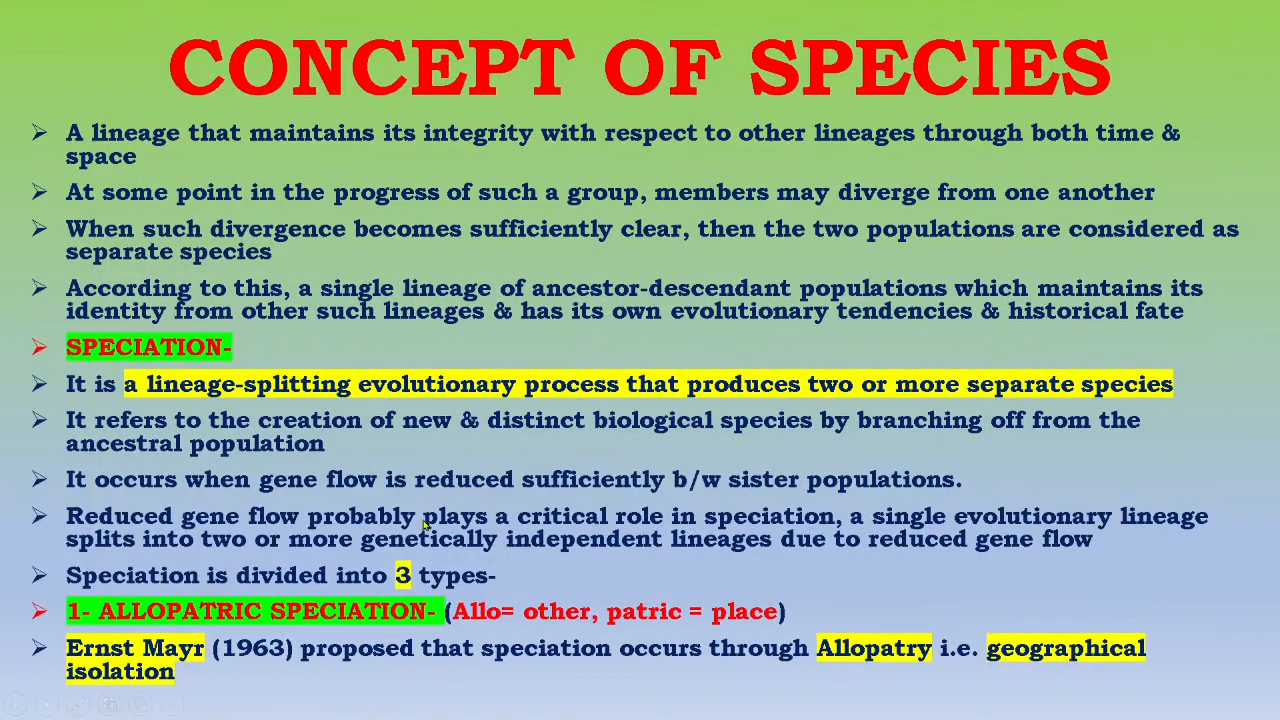 CONCEPT OF SPECIES
➢ A lineage that maintains its integrity with respect to other lineages through both time &
space
➢ At some point in the progress of such a group, members may diverge from one another
➢ When such divergence becomes sufficiently clear, then the two populations are considered as
separate species
➢ According to this, a single lineage of ancestor-descendant populations which maintains its
identity from other such lineages & has its own evolutionary tendencies & historical fate
➢ SPECIATION-
➢ It is a lineage-splitting evolutionary process that produces two or more separate species
➢ It refers to the creation of new & distinct biological species by branching off from the
ancestral population
➢ It occurs when gene flow is reduced sufficiently b/w sister populations.
➢ Reduced gene flow probably plays a critical role in speciation, a single evolutionary lineage
splits into two or more genetically independent lineages due to reduced gene flow
➢ Speciation is divided into 3 types-
➢ 1- ALLOPATRIC SPECIATION- (Allo= other, patric = place)
➢ Ernst Mayr (1963) proposed that speciation occurs through Allopatry i.e. geographical
isolation